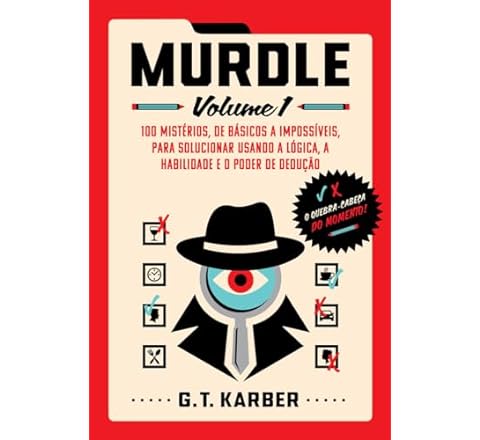 MURDLE
Volume 1
100 MISTÉRIOS, DE BÁSICOS A IMPOSSÍVEIS,
PARA SOLUCIONAR USANDO A LÓGICA, A
HABILIDADE E O PODER DE DEDUÇÃO
O QUEBRA-CABEÇA
DO MOMENTO!
G.T. KARBER